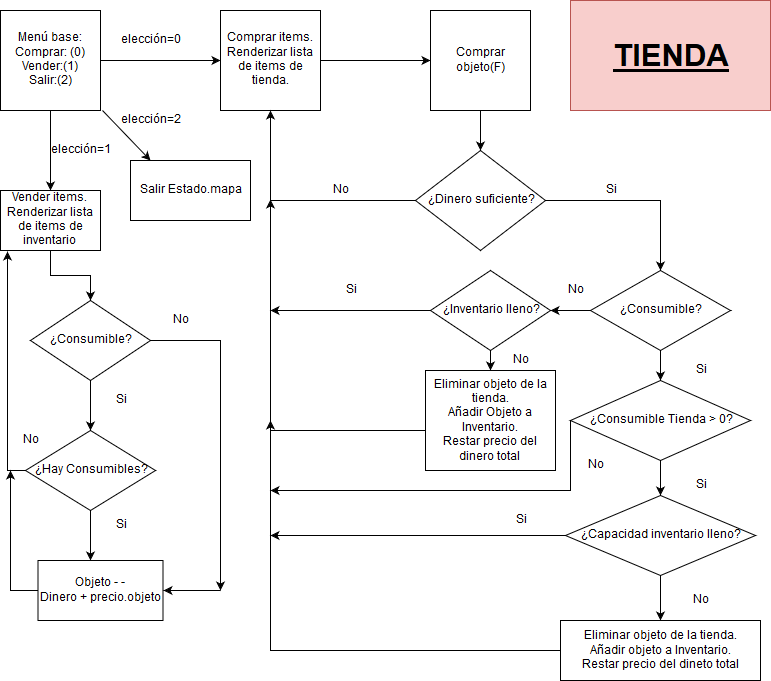 TIENDA
Menú base:
Comprar: (0)
Vender:(1)
Salir:(2)
elección=0
Comprar items.
Renderizar lista
de items de
tienda.
Comprar
objeto(F)
elección=2
elección=1
Salir Estado.mapa
Vender items.
Renderizar lista
de items de
inventario
No
¿Dinero suficiente?
Si
Si
¿Inventario lleno?
No
¿Consumible?
No
¿Consumible?
No
Si
Si
Eliminar objeto de la
tienda.
Añadir Objeto a
Inventario.
Restar precio del
dinero total
¿Consumible Tienda > 0?
No
Si
No
¿Hay Consumibles?
Si
Si
¿Capacidad inventario lleno?
No
Objeto - -
Dinero + precio.objeto
Eliminar objeto de la tienda.
Añadir objeto a Inventario.
Restar precio del dineto total